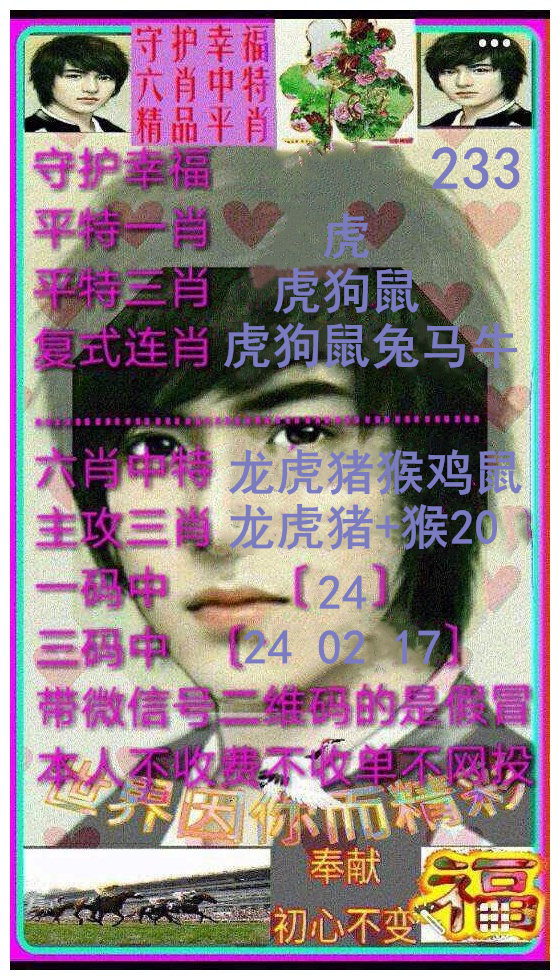 守护幸福
六肖中特
精品平肖
守护幸福 233
平特一肖 虎
平特三肖 虎狗鼠
复式连肖 虎狗鼠兔马牛
六肖中特 龙虎猪猴鸡鼠
主攻三肖 龙虎猪+猴20
一码中 〔24〕
三码中 〔24 02 17〕
带微信号二维码的是假冒
本人不收费不收单不网投
世界因你而精彩
奉献
初心不变
福